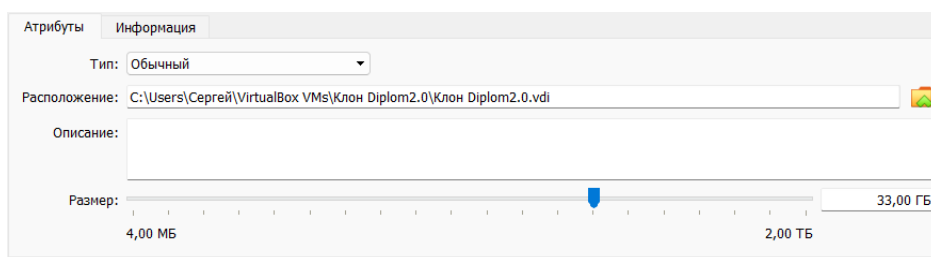 Атрибуты Информация
Тип: Обычный
Расположение: C:\Users\Сергей\VirtualBox VMs\Клон Diplom2.0\Клон Diplom2.0.vdi
Описание:
Размер: 33,00 ГБ
4,00 МБ 2,00 ТБ